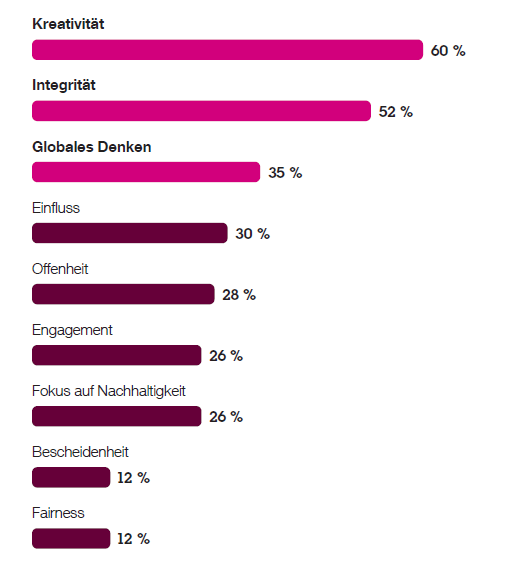 Kreativität
60 %
Integrität
52 %
Globales Denken
35 %
Einfluss
30 %
Offenheit
28 %
Engagement
26 %
Fokus auf Nachhaltigkeit
26 %
Bescheidenheit
12 %
Fairness
12 %